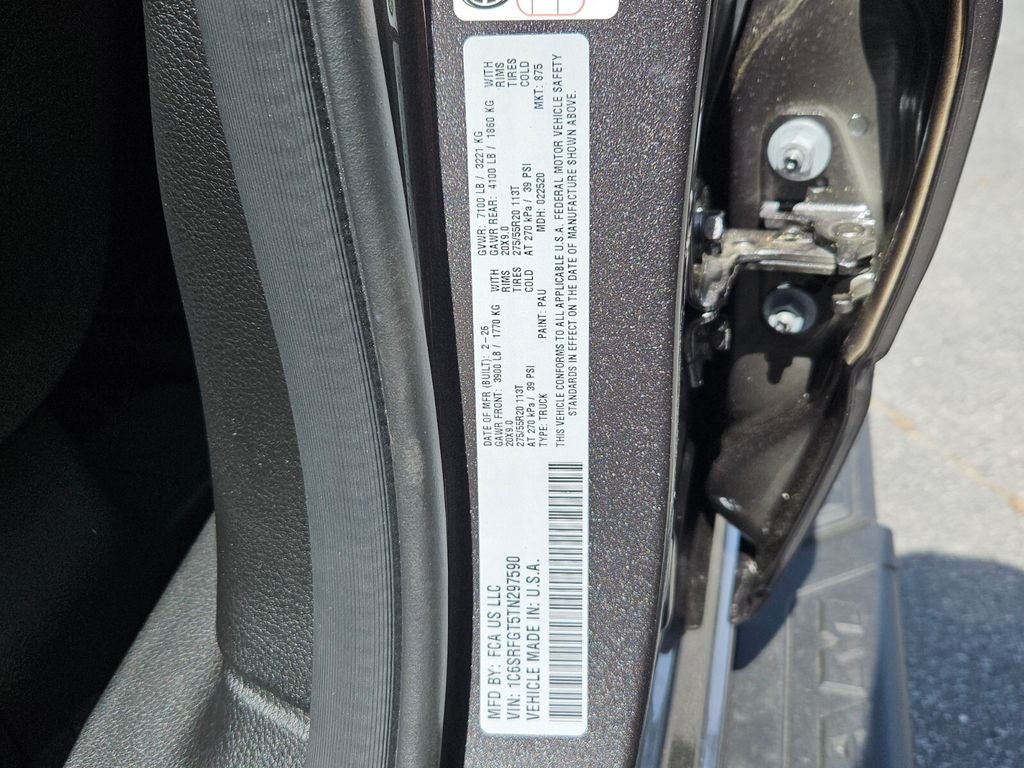 MFD BY: FCA US LLC
VIN: 1C6SRFGT5TN297590
VEHICLE MADE IN: U.S.A.
DATE OF MFR (BUILT): 2-26 GVWR: 7100 LB / 3221 KG
GAWR FRONT: 3900 LB / 1770 KG WITH GAWR REAR: 4100 LB / 1860 KG WITH
20X9.0 RIMS 20X9.0 RIMS
275/55R20 113T TIRES 275/55R20 113T TIRES
AT 270 kPa / 39 PSI COLD AT 270 kPa / 39 PSI COLD
TYPE: TRUCK PAINT: PAU MDH: 022520 MKT: 875
THIS VEHICLE CONFORMS TO ALL APPLICABLE U.S.A. FEDERAL MOTOR VEHICLE SAFETY
STANDARDS IN EFFECT ON THE DATE OF MANUFACTURE SHOWN ABOVE.